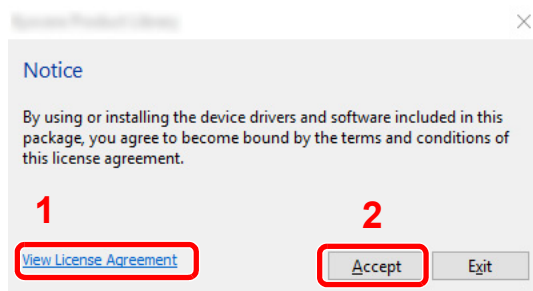 Notice
By using or installing the device drivers and software included in this
package, you agree to become bound by the terms and conditions of
this license agreement.
1
2
View License Agreement
Accept
Exit